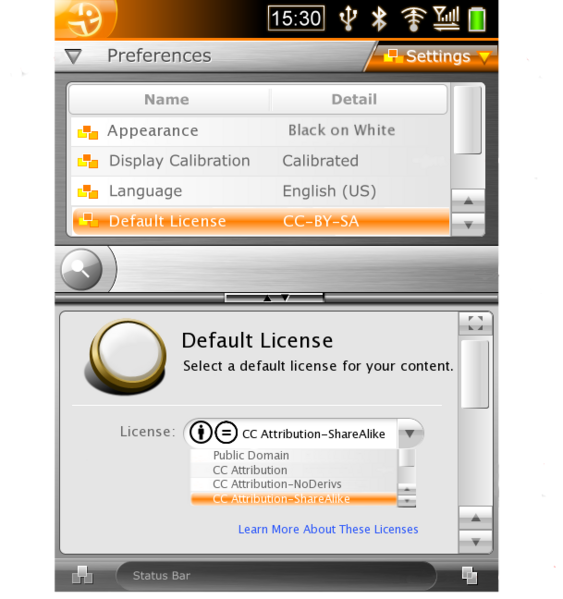 15:30
Preferences
Settings
Name Detail
Appearance Black on White
Display Calibration Calibrated
Language English (US)
Default License CC-BY-SA
Default License
Select a default license for your content.
License: CC Attribution-ShareAlike
Public Domain
CC Attribution
CC Attribution-NoDerivs
CC Attribution-ShareAlike
Learn More About These Licenses
Status Bar